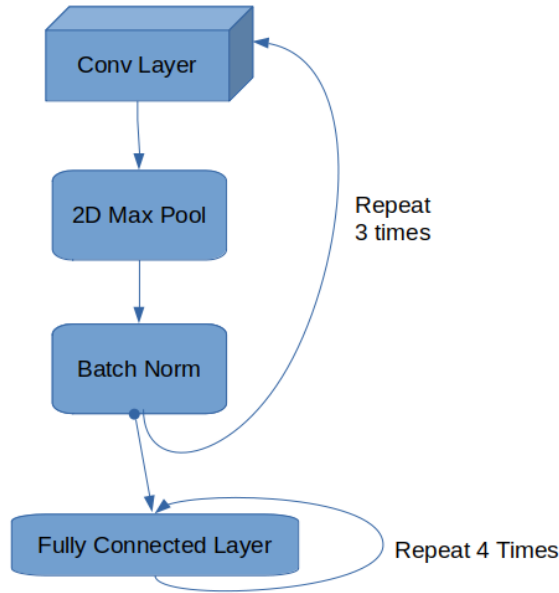 Conv Layer
2D Max Pool
Repeat
3 times
Batch Norm
Fully Connected Layer
Repeat 4 Times